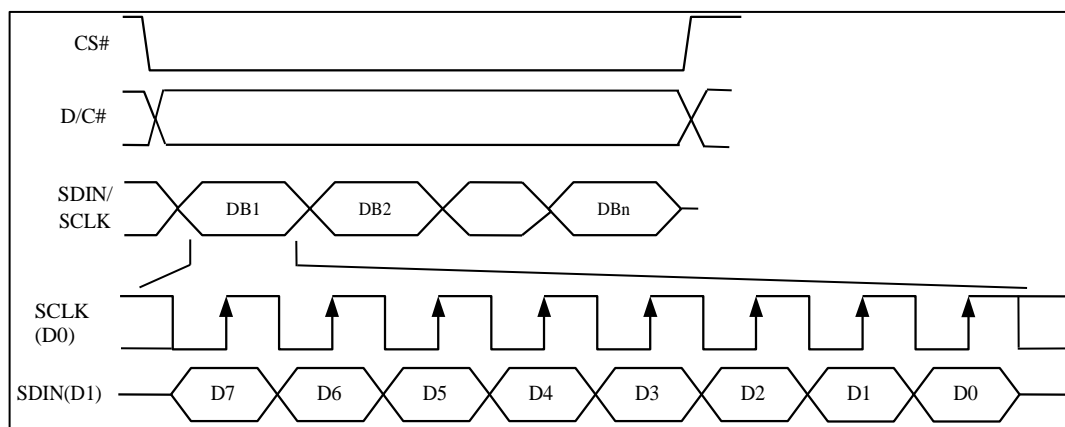 CS#
D/C#
SDIN/
SCLK
DB1 DB2 DBn
SCLK
(D0)
SDIN(D1) D7 D6 D5 D4 D3 D2 D1 D0